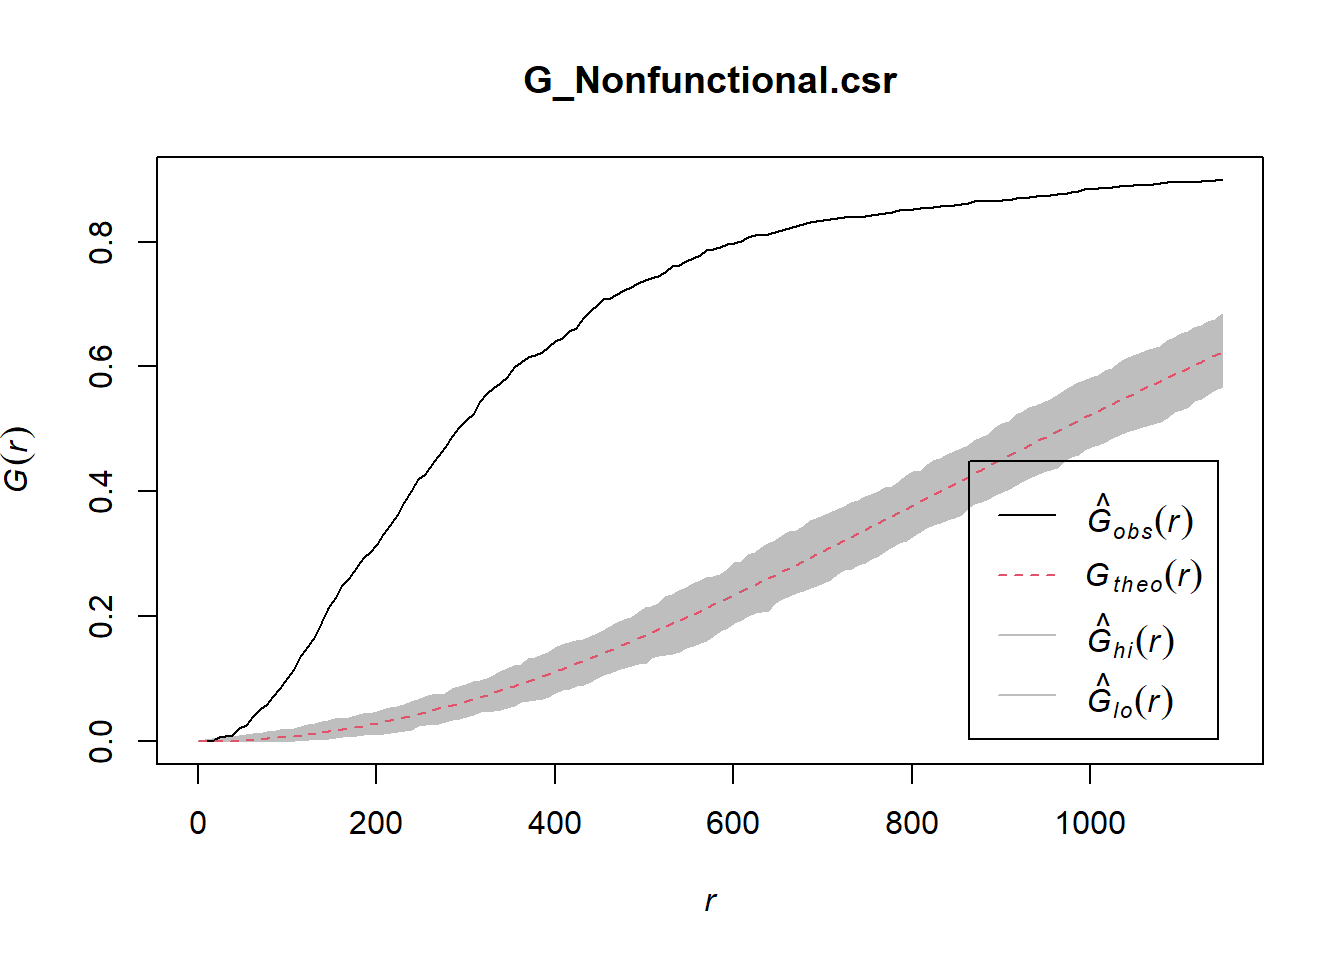 G_Nonfunctional.csr
G(r)
0.8
0.6
0.4
0.2
0.0
Ĝobs(r)
Gtheo(r)
Ĝhi(r)
Ĝlo(r)
0 200 400 600 800 1000
r